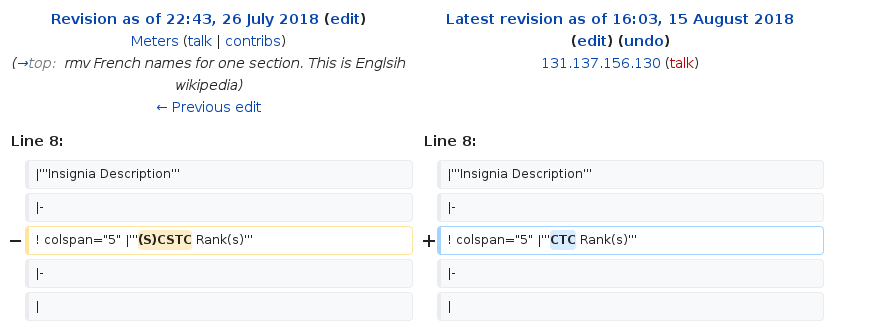 Revision as of 22:43, 26 July 2018 (edit)
Meters (talk | contribs)
(→top: rmv French names for one section. This is Englsih
wikipedia)
← Previous edit
Latest revision as of 16:03, 15 August 2018
(edit) (undo)
131.137.156.130 (talk)
Line 8:
Line 8:
|'''Insignia Description'''
|'''Insignia Description'''
|-
|-
− ! colspan="5" |'''(S)CSTC Rank(s)'''
+ ! colspan="5" |'''CTC Rank(s)'''
|-
|-
|
|